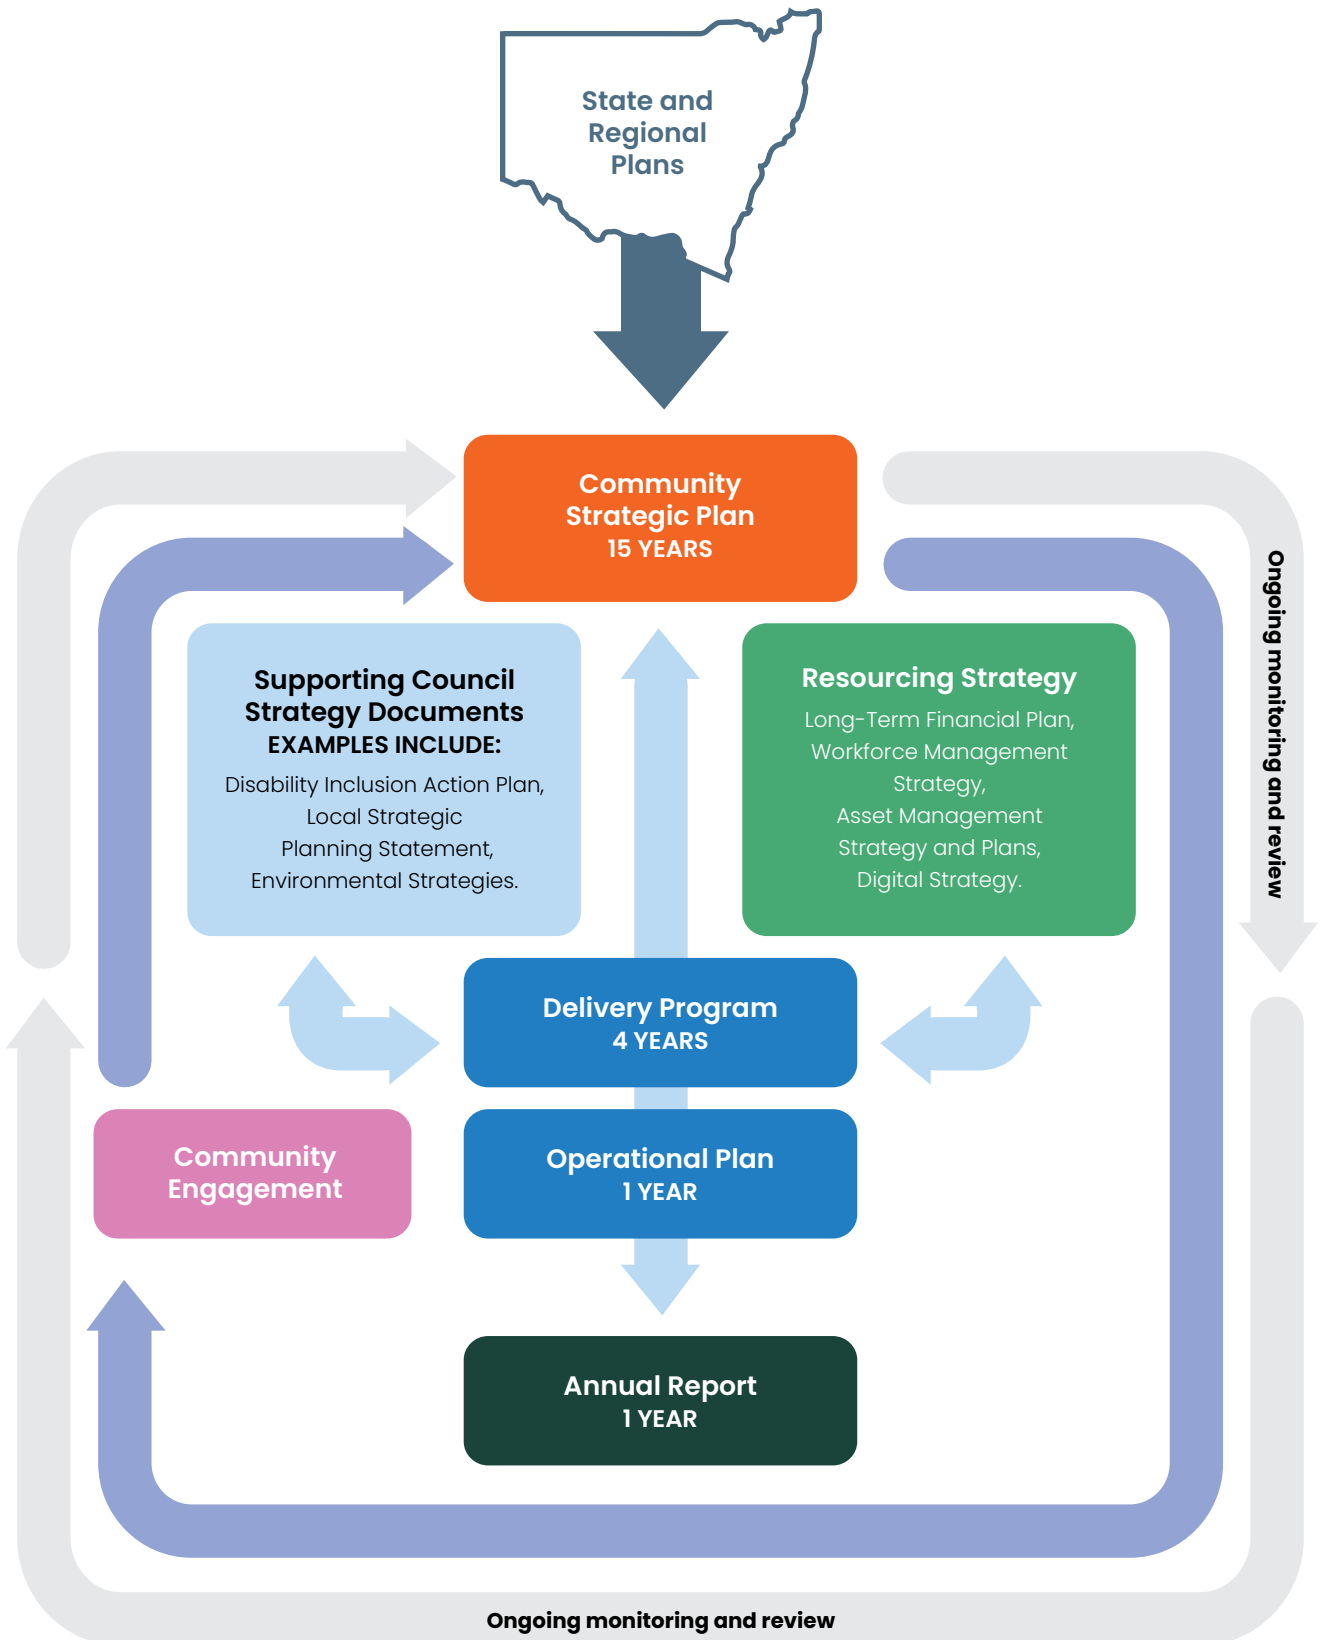 State and
Regional
Plans
Community
Strategic Plan
15 YEARS
Supporting Council
Strategy Documents
EXAMPLES INCLUDE:
Disability Inclusion Action Plan,
Local Strategic
Planning Statement,
Environmental Strategies.
Resourcing Strategy
Long-Term Financial Plan,
Workforce Management
Strategy,
Asset Management
Strategy and Plans,
Digital Strategy.
Ongoing monitoring and review
Delivery Program
4 YEARS
Community
Engagement
Operational Plan
1 YEAR
Annual Report
1 YEAR
Ongoing monitoring and review